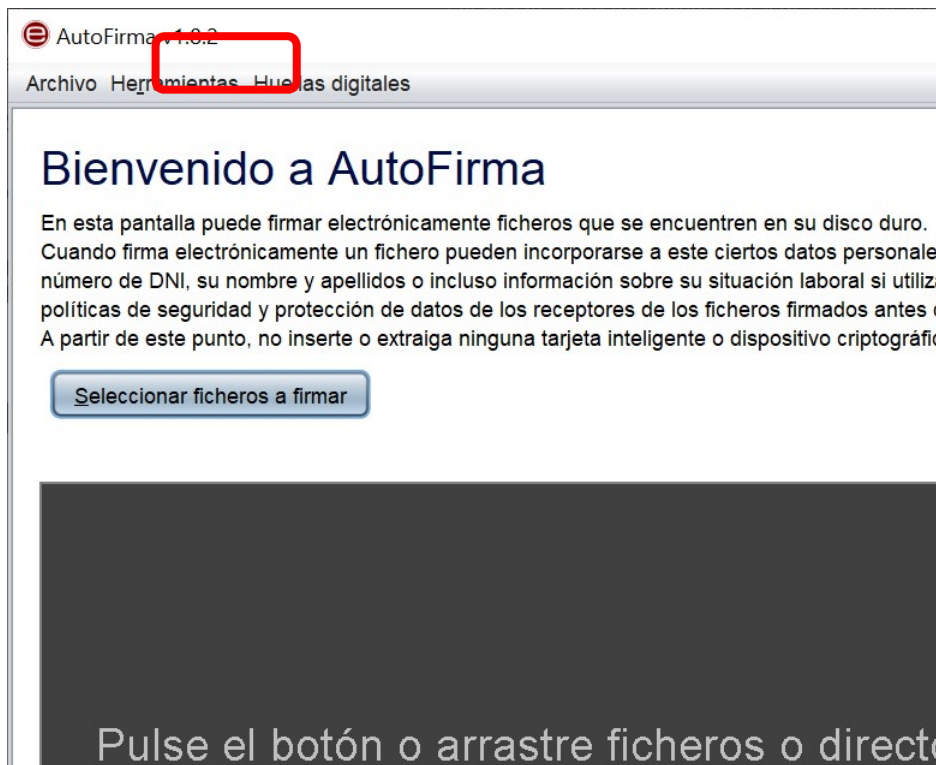 AutoFirma v1.8.2
Archivo Herramientas Huellas digitales
Bienvenido a AutoFirma
En esta pantalla puede firmar electrónicamente ficheros que se encuentren en su disco duro.
Cuando firma electrónicamente un fichero pueden incorporarse a este ciertos datos personale
número de DNI, su nombre y apellidos o incluso información sobre su situación laboral si utiliz
políticas de seguridad y protección de datos de los receptores de los ficheros firmados antes
A partir de este punto, no inserte o extraiga ninguna tarjeta inteligente o dispositivo criptográfi
Seleccionar ficheros a firmar
Pulse el botón o arrastre ficheros o direct